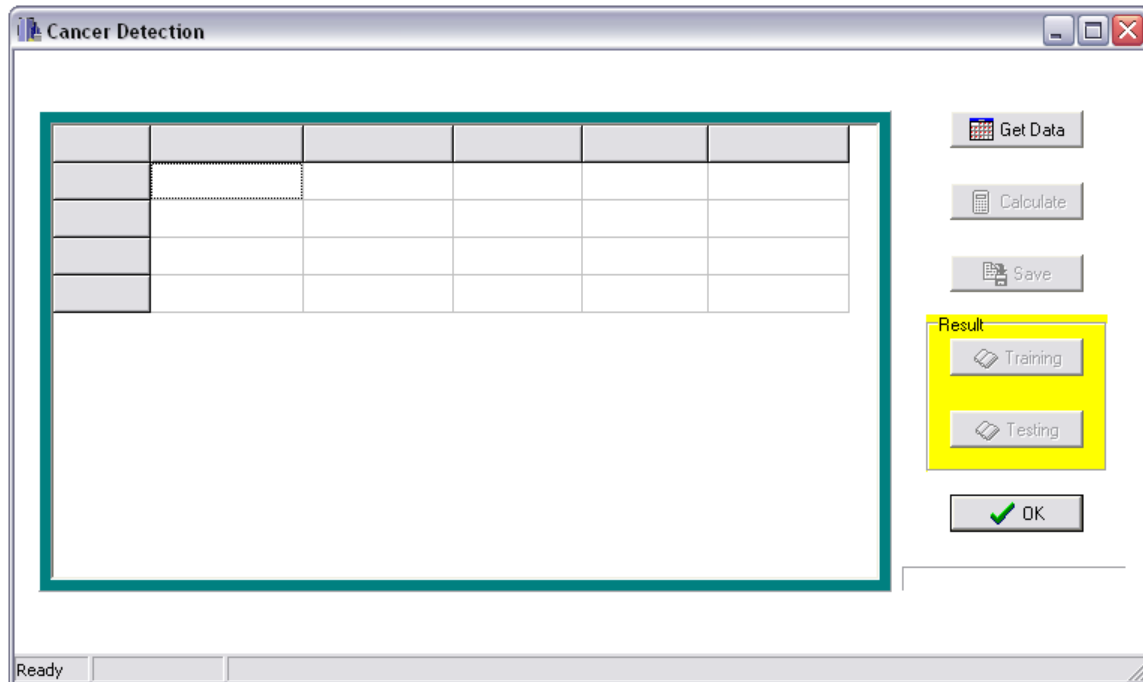 Cancer Detection
Get Data
Calculate
Save
Result
Training
Testing
OK
Ready